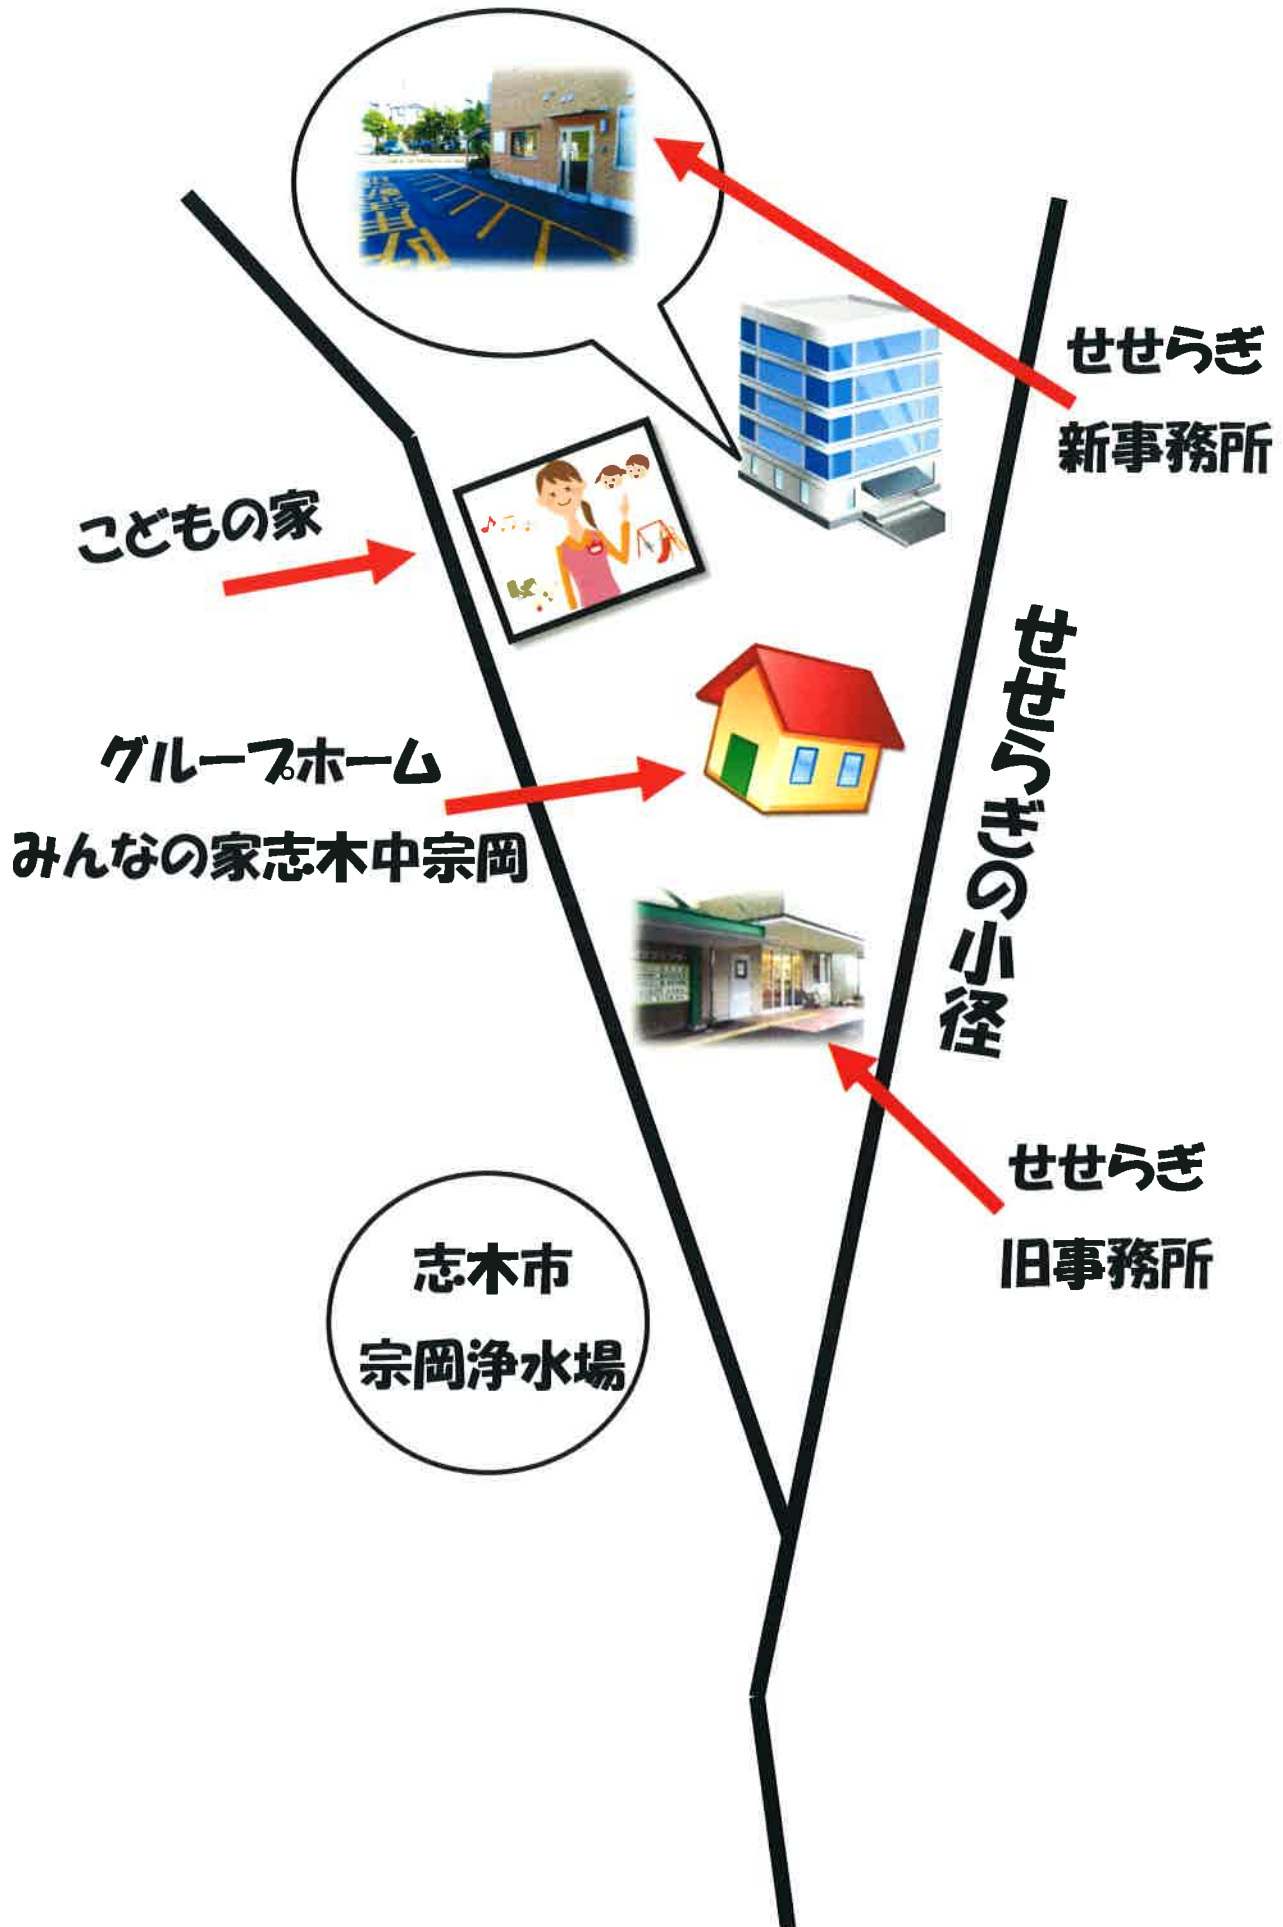 せせらぎ
新事務所
こどもの家
グループホーム
みんなの家志木中宗岡
せせらぎの小径
せせらぎ
旧事務所
志木市
宗岡浄水場